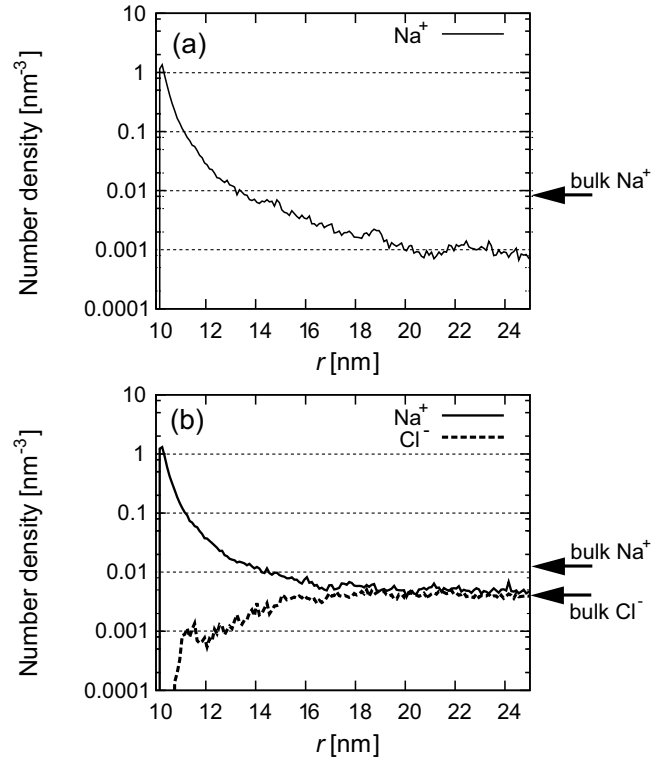 10
(a)
Na+
1
0.1
0.01
0.001
0.0001
Number density [nm-3]
bulk Na+
10 12 14 16 18 20 22 24
r [nm]
10
(b)
Na+
Cl-
1
0.1
0.01
0.001
0.0001
Number density [nm-3]
bulk Na+
bulk Cl-
10 12 14 16 18 20 22 24
r [nm]